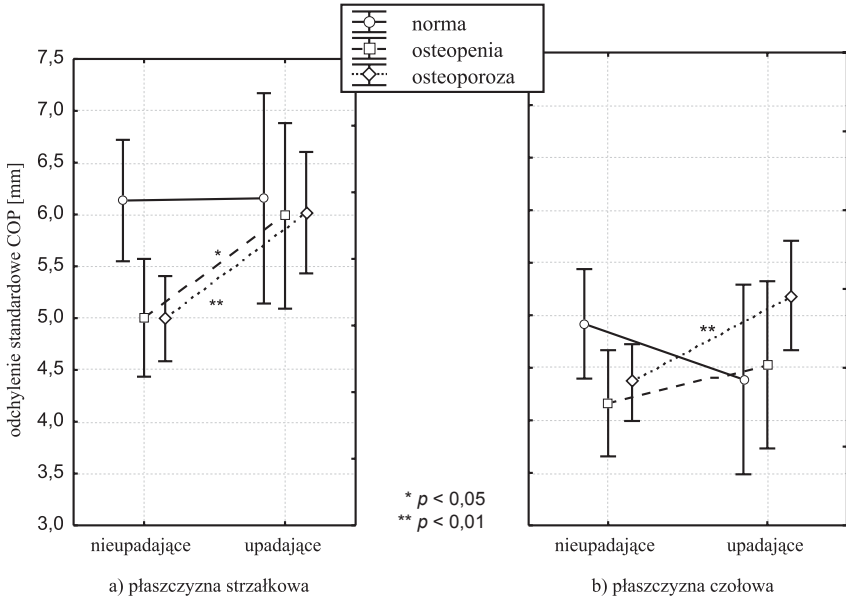 norma
osteopenia
osteoporoza
odchylenie standardowe COP [mm]
7,5
7,0
6,5
6,0
5,5
5,0
4,5
4,0
3,5
3,0
*
**
**
* p < 0,05
** p < 0,01
nieupadające upadające
nieupadające upadające
a) płaszczyzna strzałkowa
b) płaszczyzna czołowa